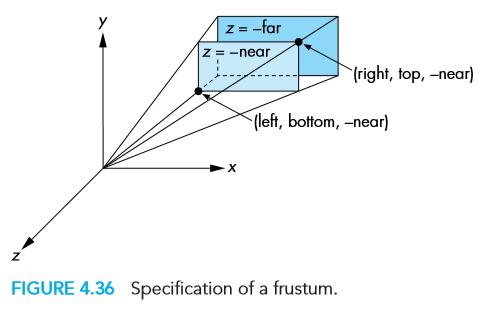 y
z = –far
z = –near
(right, top, –near)
(left, bottom, –near)
x
z
FIGURE 4.36 Specification of a frustum.